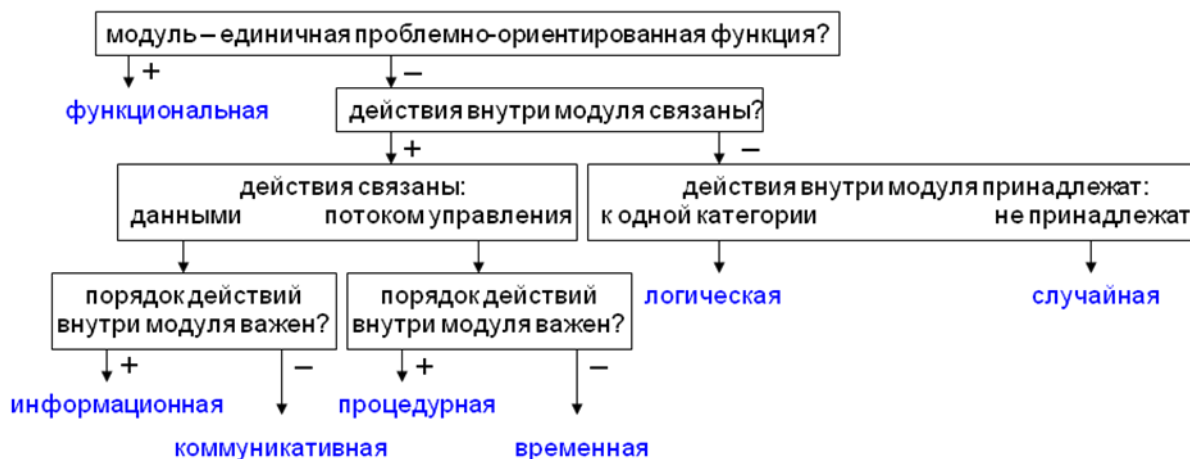 модуль – единичная проблемно-ориентированная функция?
+
–
функциональная
действия внутри модуля связаны?
+
–
действия связаны:
данными потоком управления
действия внутри модуля принадлежат:
к одной категории не принадлежат
порядок действий
внутри модуля важен?
порядок действий
внутри модуля важен?
логическая
случайная
+
–
+
–
информационная
процедурная
коммуникативная
временная